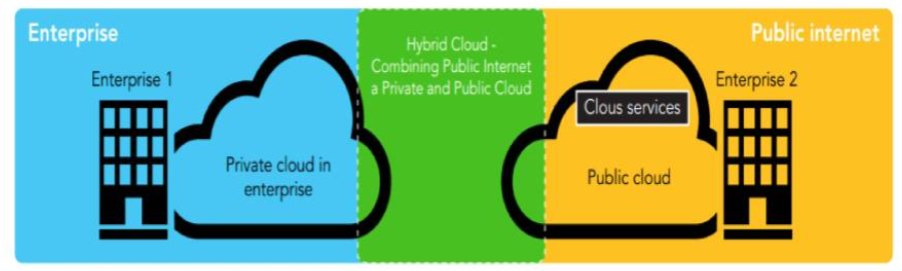 Enterprise
Public internet
Enterprise 1
Hybrid Cloud -
Combining Public Internet
a Private and Public Cloud
Enterprise 2
Clous services
Private cloud in
enterprise
Public cloud